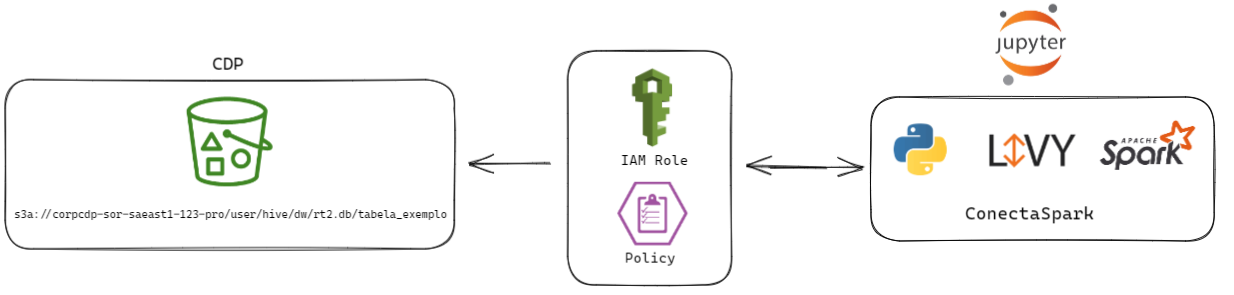 CDP
s3a://corpcdp-sor-saeast1-123-pro/user/hive/dw/rt2.db/tabela_exemplo
IAM Role
Policy
jupyter
LIVY
APACHE
Spark
ConectaSpark